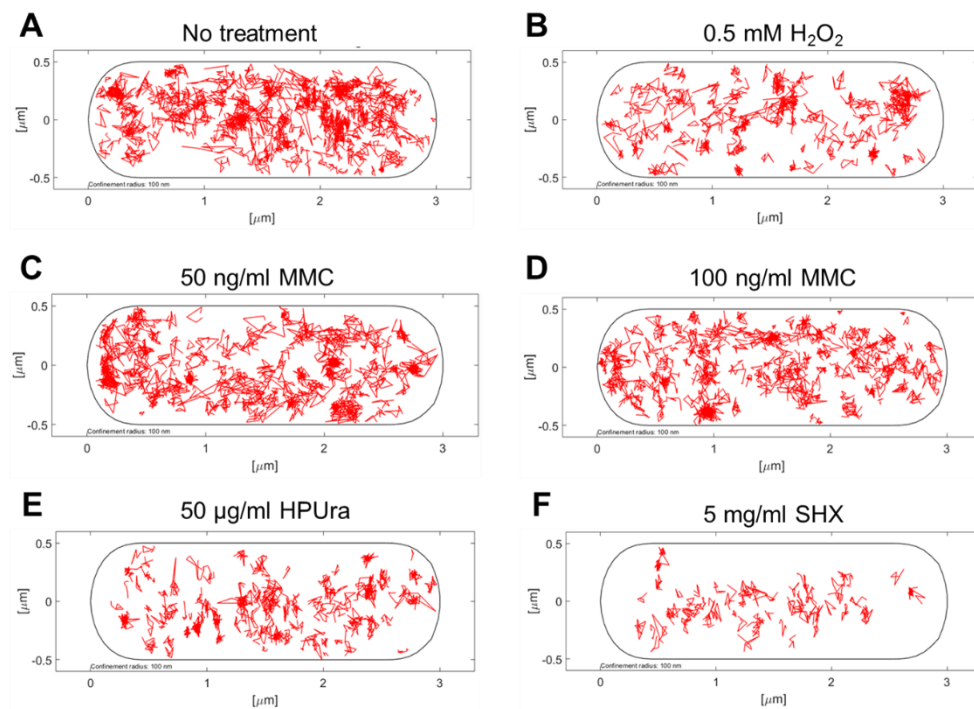 A
No treatment
0.5
0
-0.5
[μm]
Confinement radius: 100 nm
0 1 2 3
[μm]
B
0.5 mM H₂O₂
0.5
0
-0.5
[μm]
Confinement radius: 100 nm
0 1 2 3
[μm]
C
50 ng/ml MMC
0.5
0
-0.5
[μm]
Confinement radius: 100 nm
0 1 2 3
[μm]
D
100 ng/ml MMC
0.5
0
-0.5
[μm]
Confinement radius: 100 nm
0 1 2 3
[μm]
E
50 µg/ml HPUra
0.5
0
-0.5
[μm]
Confinement radius: 100 nm
0 1 2 3
[μm]
F
5 mg/ml SHX
0.5
0
-0.5
[μm]
Confinement radius: 100 nm
0 1 2 3
[μm]